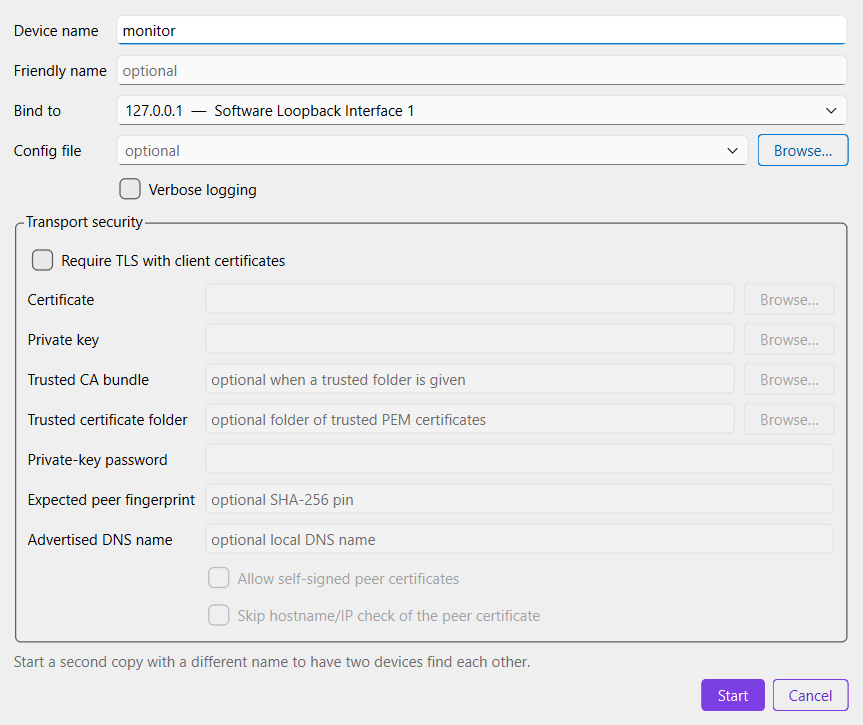 Device name monitor
Friendly name optional
Bind to 127.0.0.1 — Software Loopback Interface 1
Config file optional Browse...
Verbose logging
Transport security
Require TLS with client certificates
Certificate Browse...
Private key Browse...
Trusted CA bundle optional when a trusted folder is given Browse...
Trusted certificate folder optional folder of trusted PEM certificates Browse...
Private-key password
Expected peer fingerprint optional SHA-256 pin
Advertised DNS name optional local DNS name
Allow self-signed peer certificates
Skip hostname/IP check of the peer certificate
Start a second copy with a different name to have two devices find each other.
Start Cancel